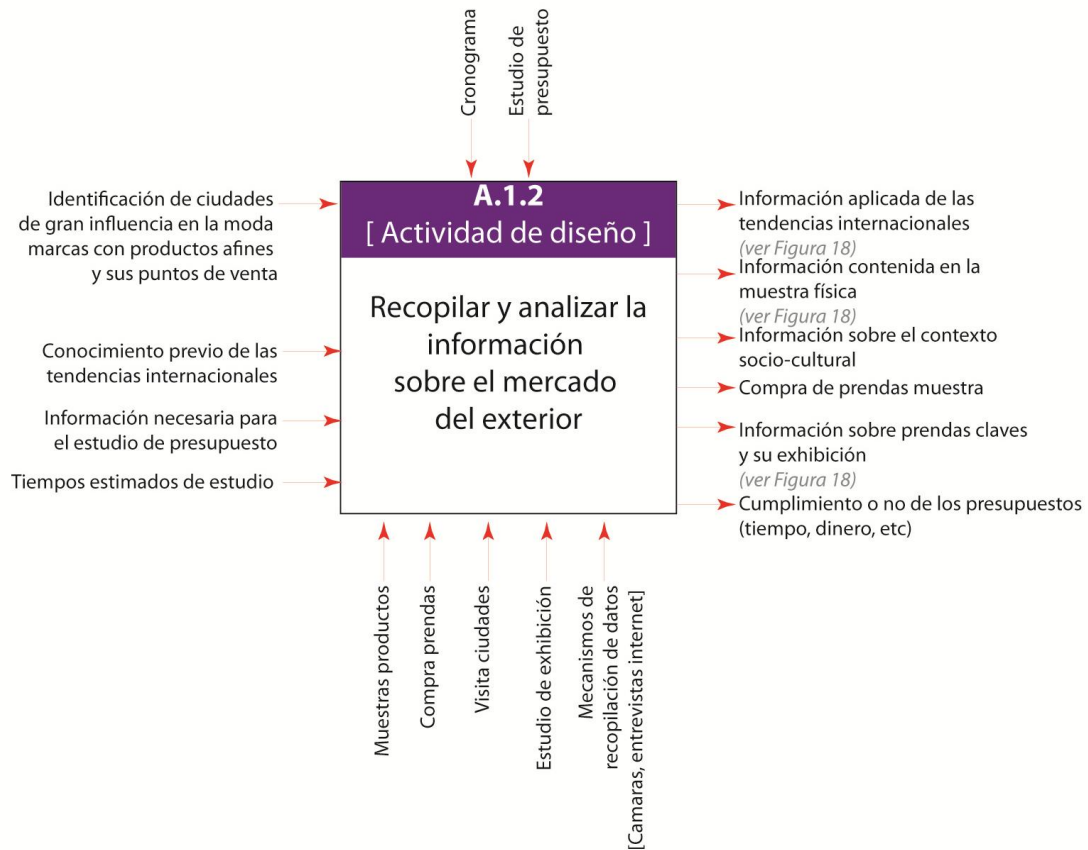 Cronograma
Estudio de
presupuesto
Identificación de ciudades
de gran influencia en la moda
marcas con productos afines
y sus puntos de venta
Conocimiento previo de las
tendencias internacionales
Información necesaria para
el estudio de presupuesto
Tiempos estimados de estudio
A.1.2
[ Actividad de diseño ]
Recopilar y analizar la
información
sobre el mercado
del exterior
Información aplicada de las
tendencias internacionales
(ver Figura 18)
Información contenida en la
muestra física
(ver Figura 18)
Información sobre el contexto
socio-cultural
Compra de prendas muestra
Información sobre prendas claves
y su exhibición
(ver Figura 18)
Cumplimiento o no de los presupuestos
(tiempo, dinero, etc)
Muestras productos
Compra prendas
Visita ciudades
Estudio de exhibición
Mecanismos de
recopilación de datos
[Camaras, entrevistas internet]